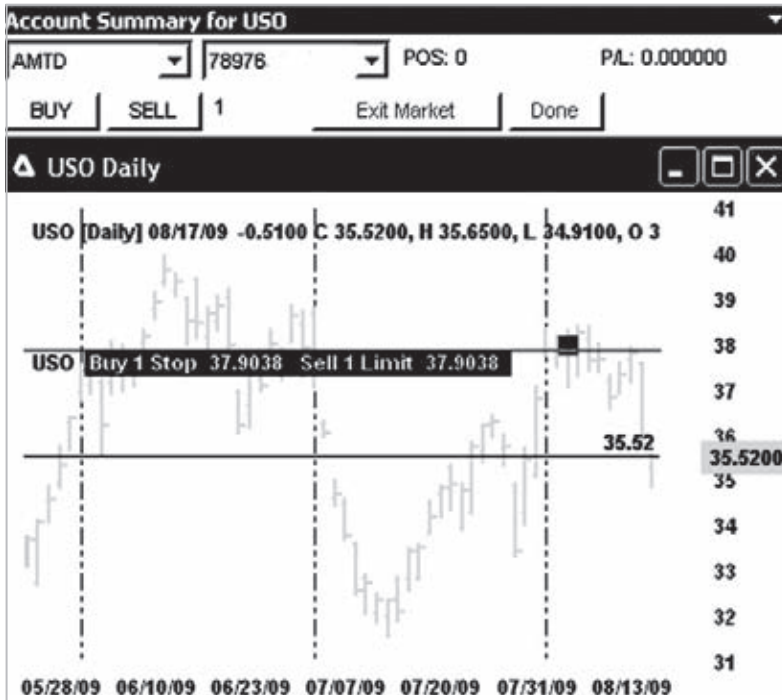 Account Summary for USO
AMTD 78976 POS: 0 P/L: 0.000000
BUY SELL 1 Exit Market Done
USO Daily
41
USO [Daily] 08/17/09 -0.5100 C 35.5200, H 35.6500, L 34.9100, O 3
40
39
38
USO Buy 1 Stop 37.9038 Sell 1 Limit 37.9038
37
36
35.52
35.5200
35
34
33
32
31
05/28/09 06/10/09 06/23/09 07/07/09 07/20/09 07/31/09 08/13/09